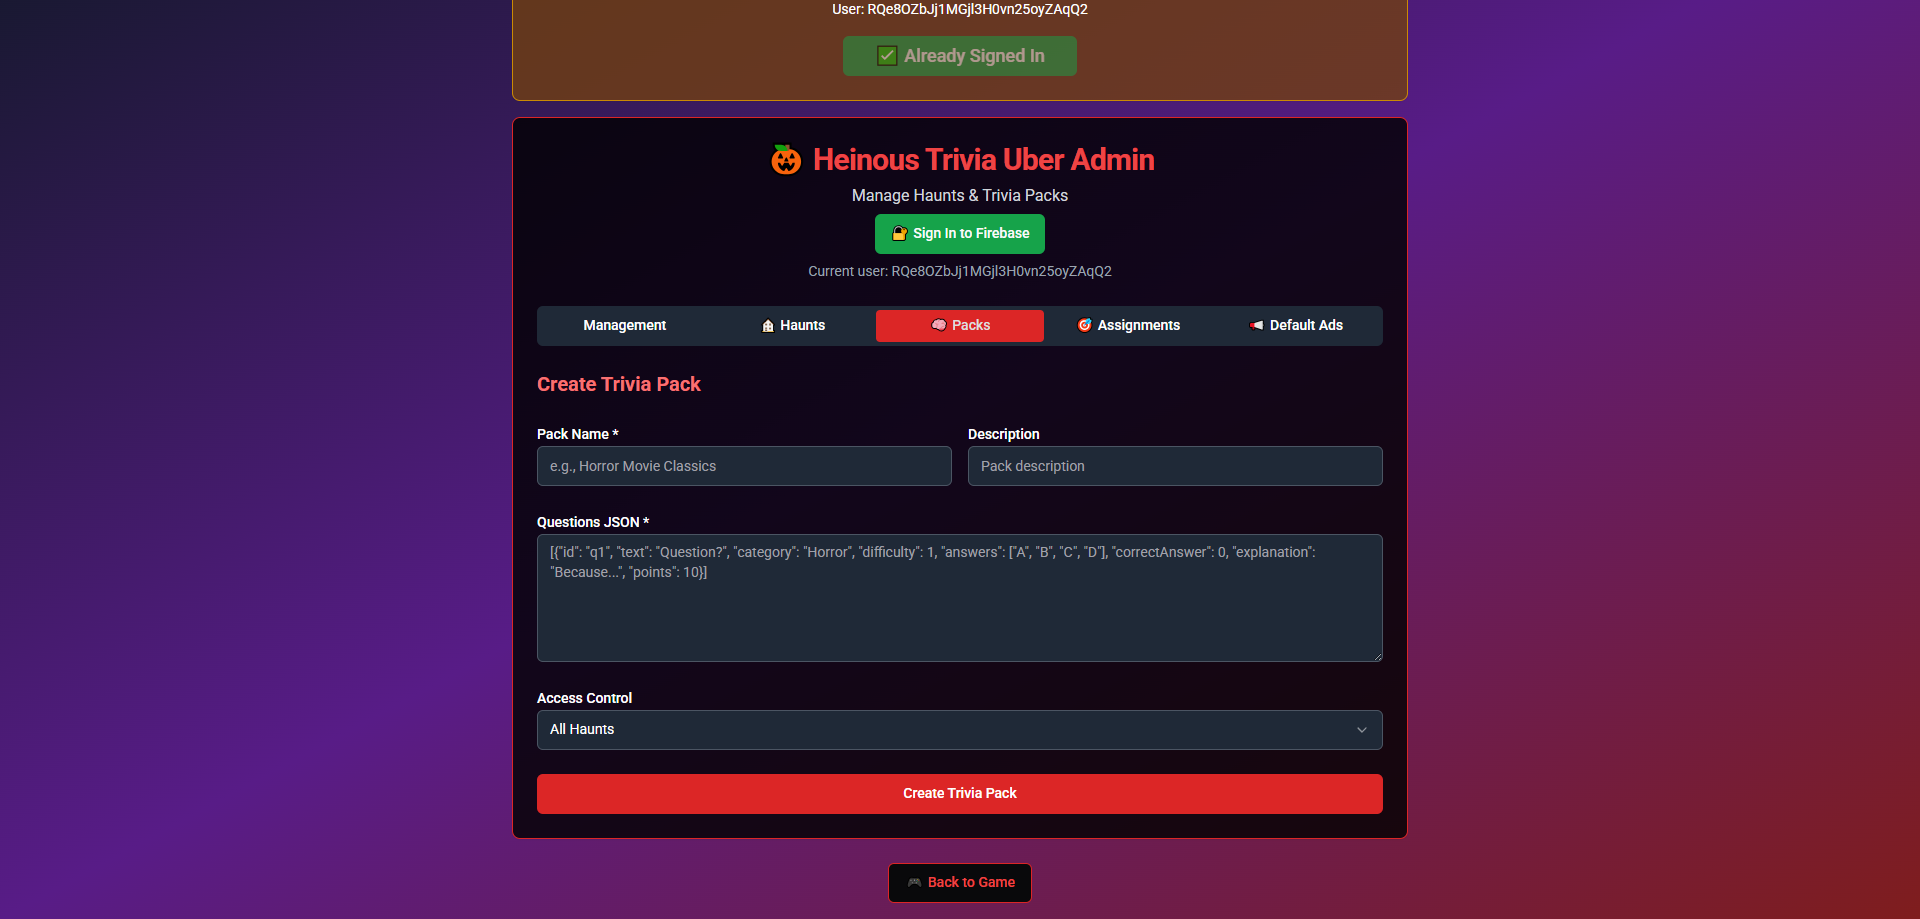 User: RQe8OZbJj1MGjl3H0vn25oyZAqQ2
Already Signed In
Heinous Trivia Uber Admin
Manage Haunts & Trivia Packs
Sign In to Firebase
Current user: RQe8OZbJj1MGjl3H0vn25oyZAqQ2
Management
Haunts
Packs
Assignments
Default Ads
Create Trivia Pack
Pack Name *
Description
e.g., Horror Movie Classics
Pack description
Questions JSON *
[{"id": "q1", "text": "Question?", "category": "Horror", "difficulty": 1, "answers": ["A", "B", "C", "D"], "correctAnswer": 0, "explanation":
"Because...", "points": 10}]
Access Control
All Haunts
Create Trivia Pack
Back to Game